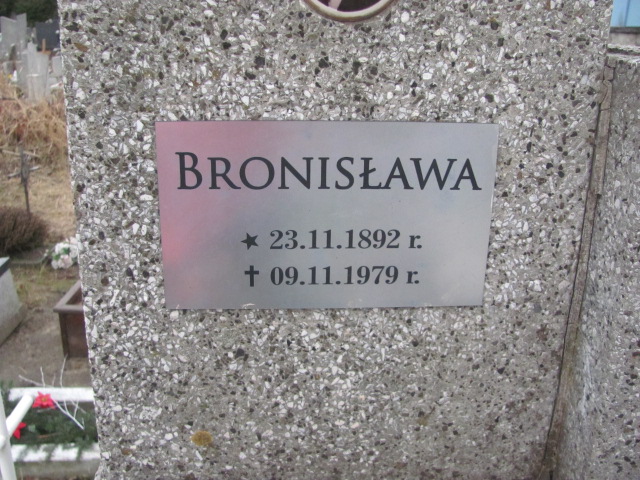 BRONISŁAWA
★ 23.11.1892 r.
✝ 09.11.1979 r.